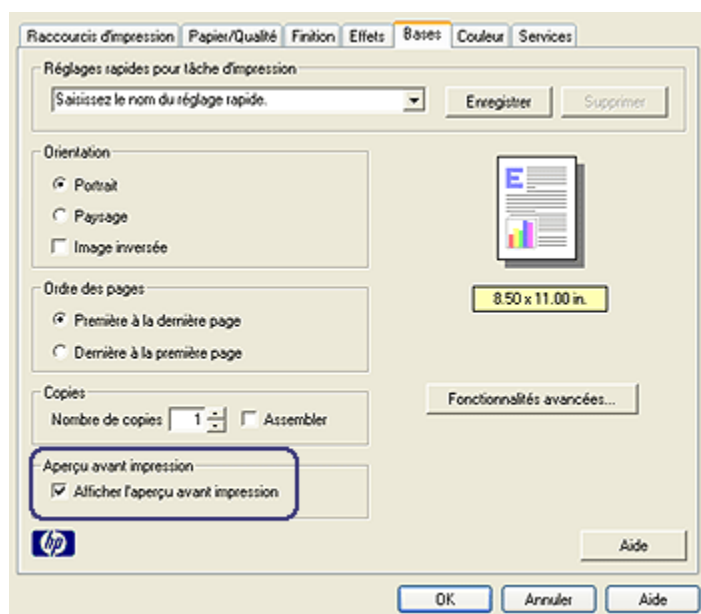 Raccourcis d'impression Papier/Qualité Finition Effets Bases Couleur Services
Réglages rapides pour tâche d'impression
Saisissez le nom du réglage rapide. Enregistrer Supprimer
Orientation
Portrait
Paysage
Image inversée
E
8.50 x 11.00 in.
Ordre des pages
Première à la dernière page
Dernière à la première page
Copies
Nombre de copies 1 Assembler
Fonctionnalités avancées...
Aperçu avant impression
Afficher l'aperçu avant impression
hp
Aide
OK Annuler Aide